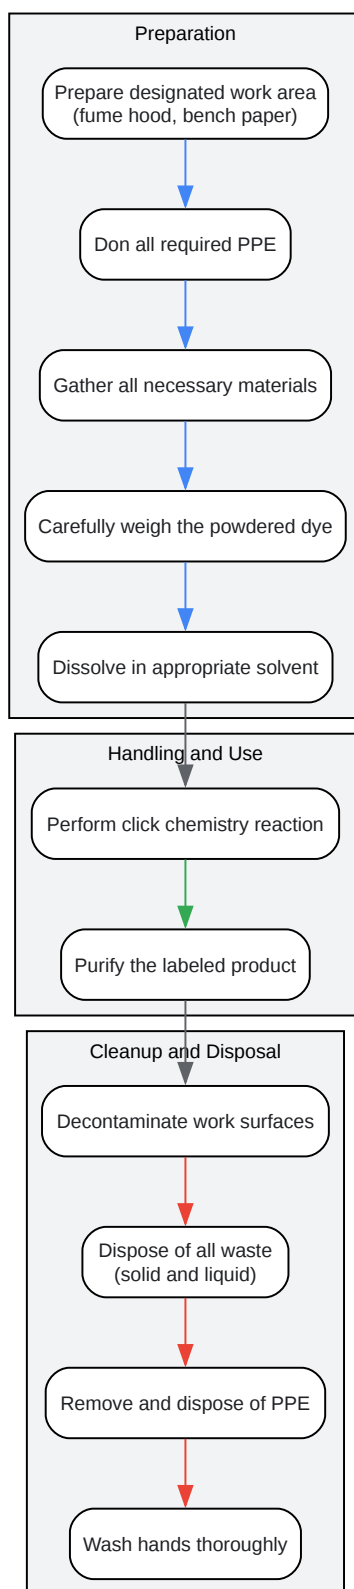 Preparation
Prepare designated work area
(fume hood, bench paper)
Don all required PPE
Gather all necessary materials
Carefully weigh the powdered dye
Dissolve in appropriate solvent
Handling and Use
Perform click chemistry reaction
Purify the labeled product
Cleanup and Disposal
Decontaminate work surfaces
Dispose of all waste
(solid and liquid)
Remove and dispose of PPE
Wash hands thoroughly